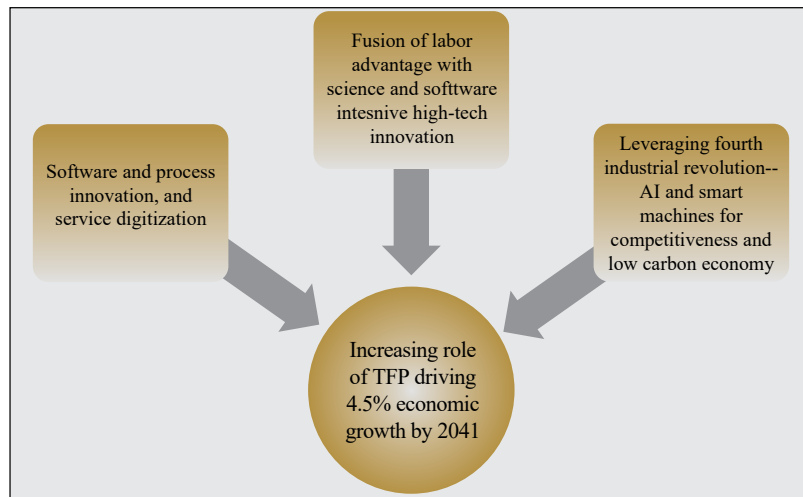 Fusion of labor
advantage with
science and softtware
intesnive high-tech
innovation
Software and process
innovation, and
service digitization
Leveraging fourth
industrial revolution--
AI and smart
machines for
competitiveness and
low carbon economy
Increasing role
of TFP driving
4.5% economic
growth by 2041